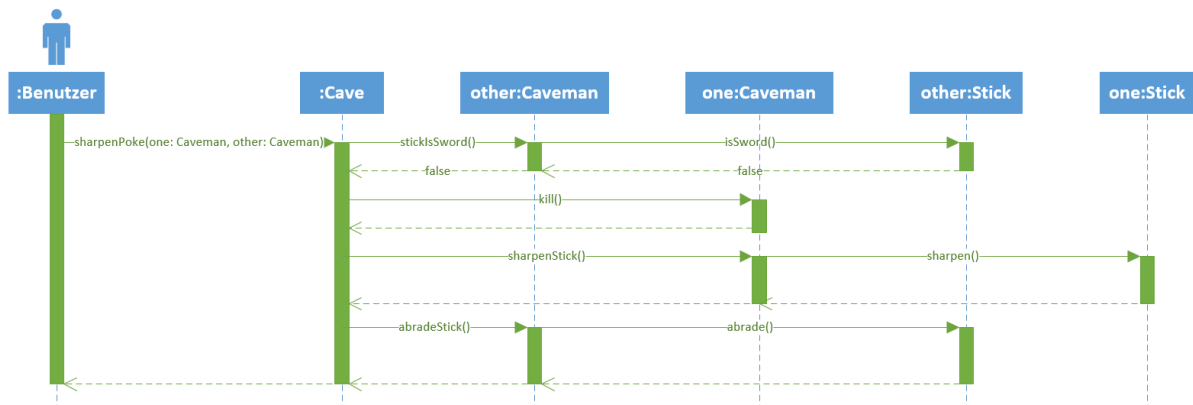 :Benutzer
:Cave
other:Caveman
one:Caveman
other:Stick
one:Stick
sharpenPoke(one: Caveman, other: Caveman)
stickIsSword()
isSword()
false
false
kill()
sharpenStick()
sharpen()
abradeStick()
abrade()